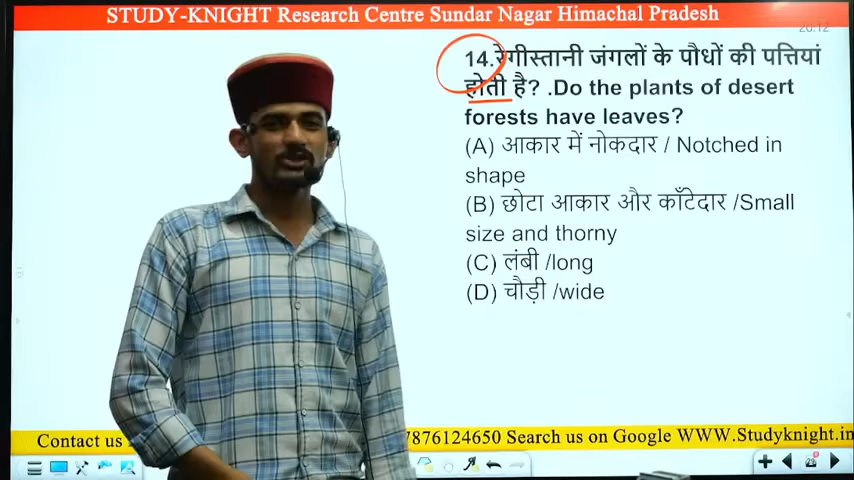 STUDY-KNIGHT Research Centre Sundar Nagar Himachal Pradesh
20:12
14.रेगीस्तानी जंगलों के पौधों की पत्तियां
होती है? .Do the plants of desert
forests have leaves?
(A) आकार में नोकदार / Notched in
shape
(B) छोटा आकार और काँटेदार /Small
size and thorny
(C) लंबी /long
(D) चौड़ी /wide
Contact us 7876124650 Search us on Google WWW.Studyknight.in